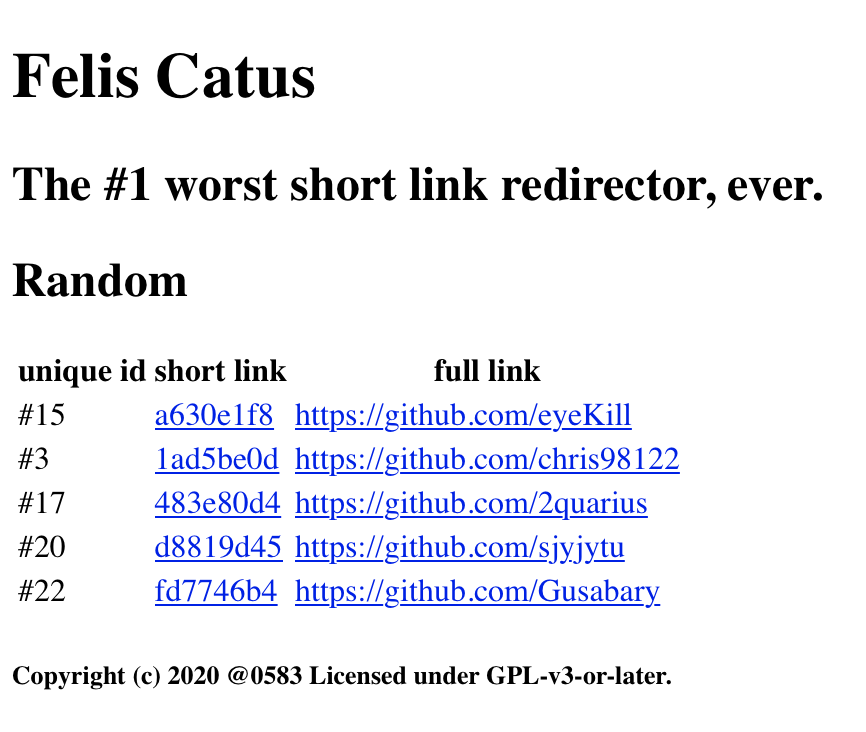 Felis Catus
The #1 worst short link redirector, ever.
Random
unique id short link full link
#15 a630e1f8 https://github.com/eyeKill
#3 1ad5be0d https://github.com/chris98122
#17 483e80d4 https://github.com/2quarius
#20 d8819d45 https://github.com/sjyjytu
#22 fd7746b4 https://github.com/Gusabary
Copyright (c) 2020 @0583 Licensed under GPL-v3-or-later.